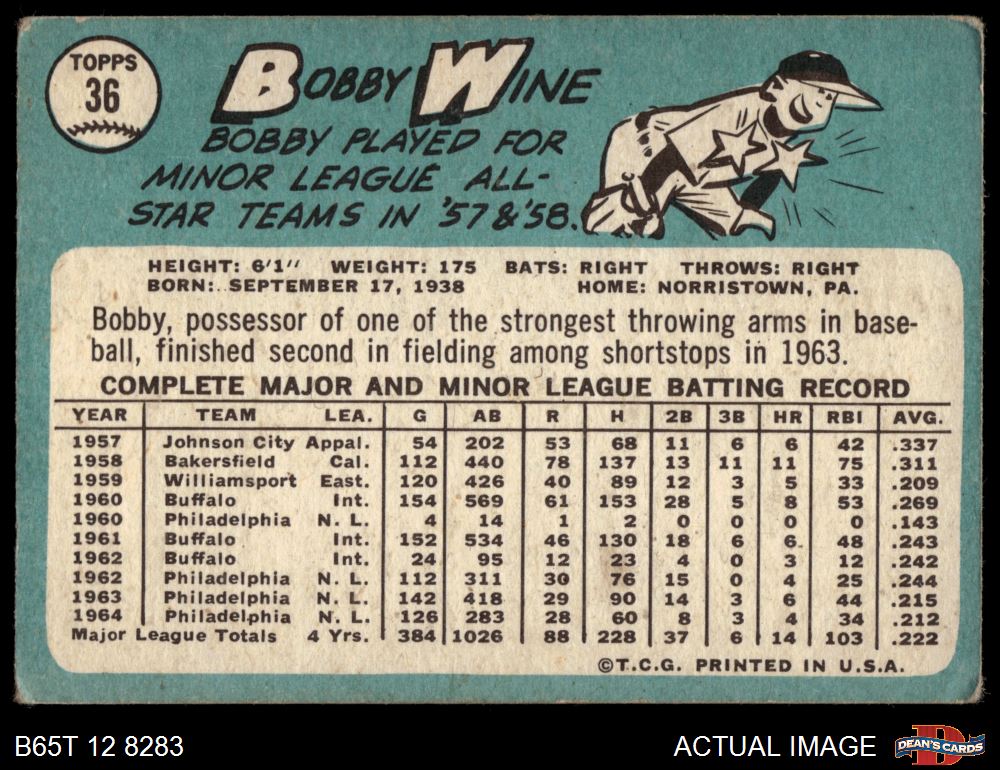 TOPPS
36
BOBBY WINE
BOBBY PLAYED FOR
MINOR LEAGUE ALL-
STAR TEAMS IN '57 & '58.
HEIGHT: 6'1" WEIGHT: 175 BATS: RIGHT THROWS: RIGHT
BORN: SEPTEMBER 17, 1938 HOME: NORRISTOWN, PA.
Bobby, possessor of one of the strongest throwing arms in base-
ball, finished second in fielding among shortstops in 1963.
COMPLETE MAJOR AND MINOR LEAGUE BATTING RECORD
YEAR TEAM LEA. G AB R H 2B 3B HR RBI AVG.
1957 Johnson City Appal. 54 202 53 68 11 6 6 42 .337
1958 Bakersfield Cal. 112 440 78 137 13 11 11 75 .311
1959 Williamsport East. 120 426 40 89 12 3 5 33 .209
1960 Buffalo Int. 154 569 61 153 28 5 8 53 .269
1960 Philadelphia N. L. 4 14 1 2 0 0 0 0 .143
1961 Buffalo Int. 152 534 46 130 18 6 6 48 .243
1962 Buffalo Int. 24 95 12 23 4 0 3 12 .242
1962 Philadelphia N. L. 112 311 30 76 15 0 4 25 .244
1963 Philadelphia N. L. 142 418 29 90 14 3 6 44 .215
1964 Philadelphia N. L. 126 283 28 60 8 3 4 34 .212
Major League Totals 4 Yrs. 384 1026 88 228 37 6 14 103 .222
©T.C.G. PRINTED IN U.S.A.
B65T 12 8283
ACTUAL IMAGE
DEAN'S CARDS